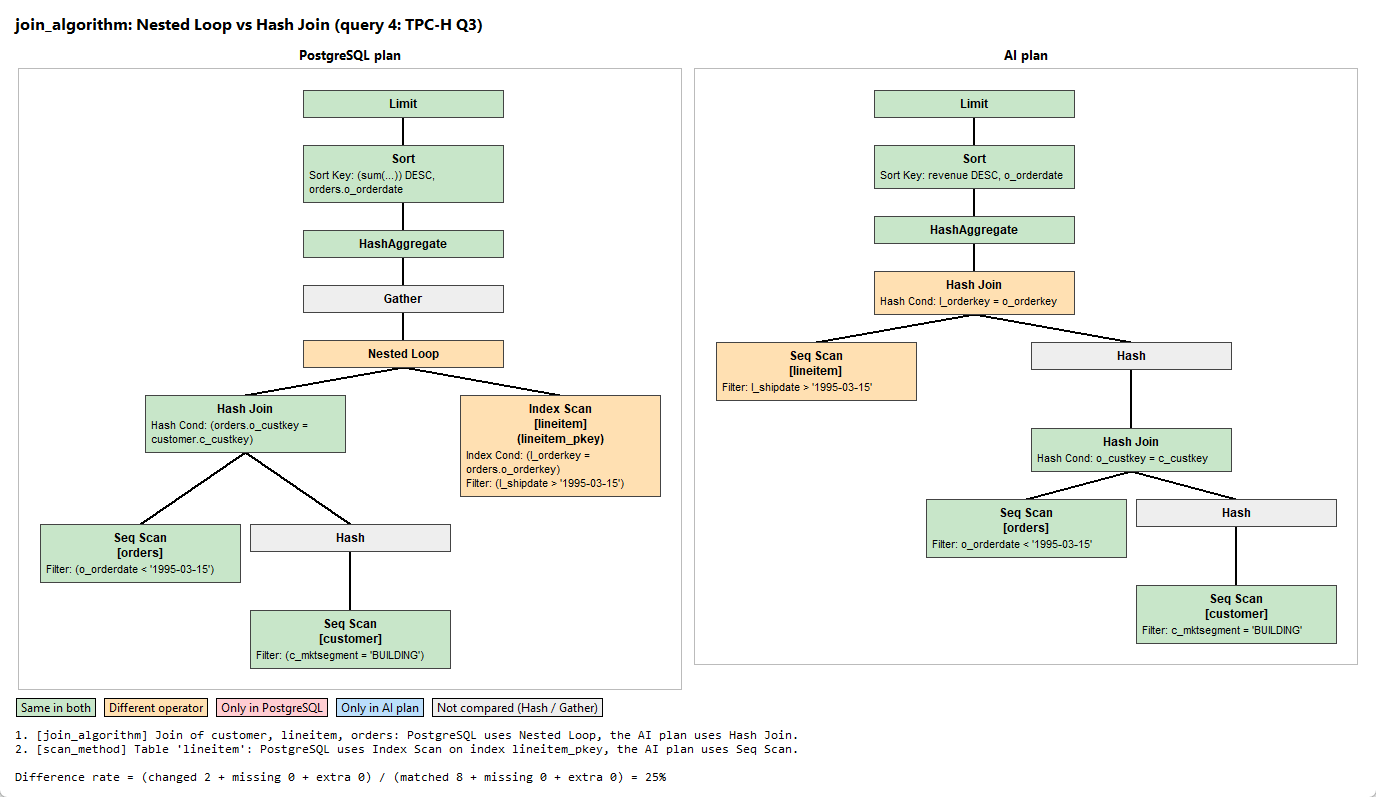 join_algorithm: Nested Loop vs Hash Join (query 4: TPC-H Q3)
PostgreSQL plan
Limit
Sort
Sort Key: (sum(...)) DESC,
orders.o_orderdate
HashAggregate
Gather
Nested Loop
Hash Join
Hash Cond: (orders.o_custkey =
customer.c_custkey)
Index Scan
[lineitem]
(lineitem_pkey)
Index Cond: (l_orderkey =
orders.o_orderkey)
Filter: (l_shipdate > '1995-03-15')
Seq Scan
[orders]
Filter: (o_orderdate < '1995-03-15')
Hash
Seq Scan
[customer]
Filter: (c_mktsegment = 'BUILDING')
AI plan
Limit
Sort
Sort Key: revenue DESC, o_orderdate
HashAggregate
Hash Join
Hash Cond: l_orderkey = o_orderkey
Seq Scan
[lineitem]
Filter: l_shipdate > '1995-03-15'
Hash
Hash Join
Hash Cond: o_custkey = c_custkey
Seq Scan
[orders]
Filter: o_orderdate < '1995-03-15'
Hash
Seq Scan
[customer]
Filter: c_mktsegment = 'BUILDING'
Same in both
Different operator
Only in PostgreSQL
Only in AI plan
Not compared (Hash / Gather)
1. [join_algorithm] Join of customer, lineitem, orders: PostgreSQL uses Nested Loop, the AI plan uses Hash Join.
2. [scan_method] Table 'lineitem': PostgreSQL uses Index Scan on index lineitem_pkey, the AI plan uses Seq Scan.
Difference rate = (changed 2 + missing 0 + extra 0) / (matched 8 + missing 0 + extra 0) = 25%